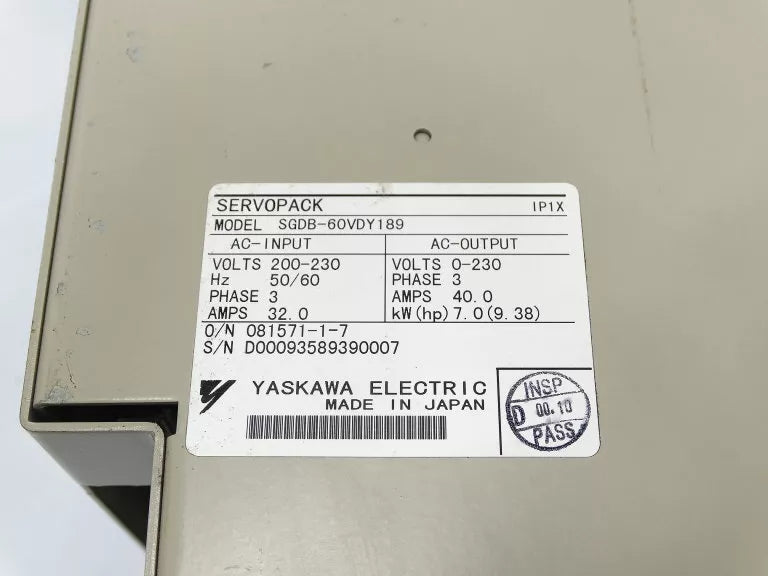 SERVOPACK IP1X
MODEL SGDB-60VDY189
AC-INPUT AC-OUTPUT
VOLTS 200-230 VOLTS 0-230
Hz 50/60 PHASE 3
PHASE 3 AMPS 40.0
AMPS 32.0 kW(hp) 7.0(9.38)
O/N 081571-1-7
S/N D00093589390007
YASKAWA ELECTRIC
MADE IN JAPAN
INSP
D 00.10
PASS